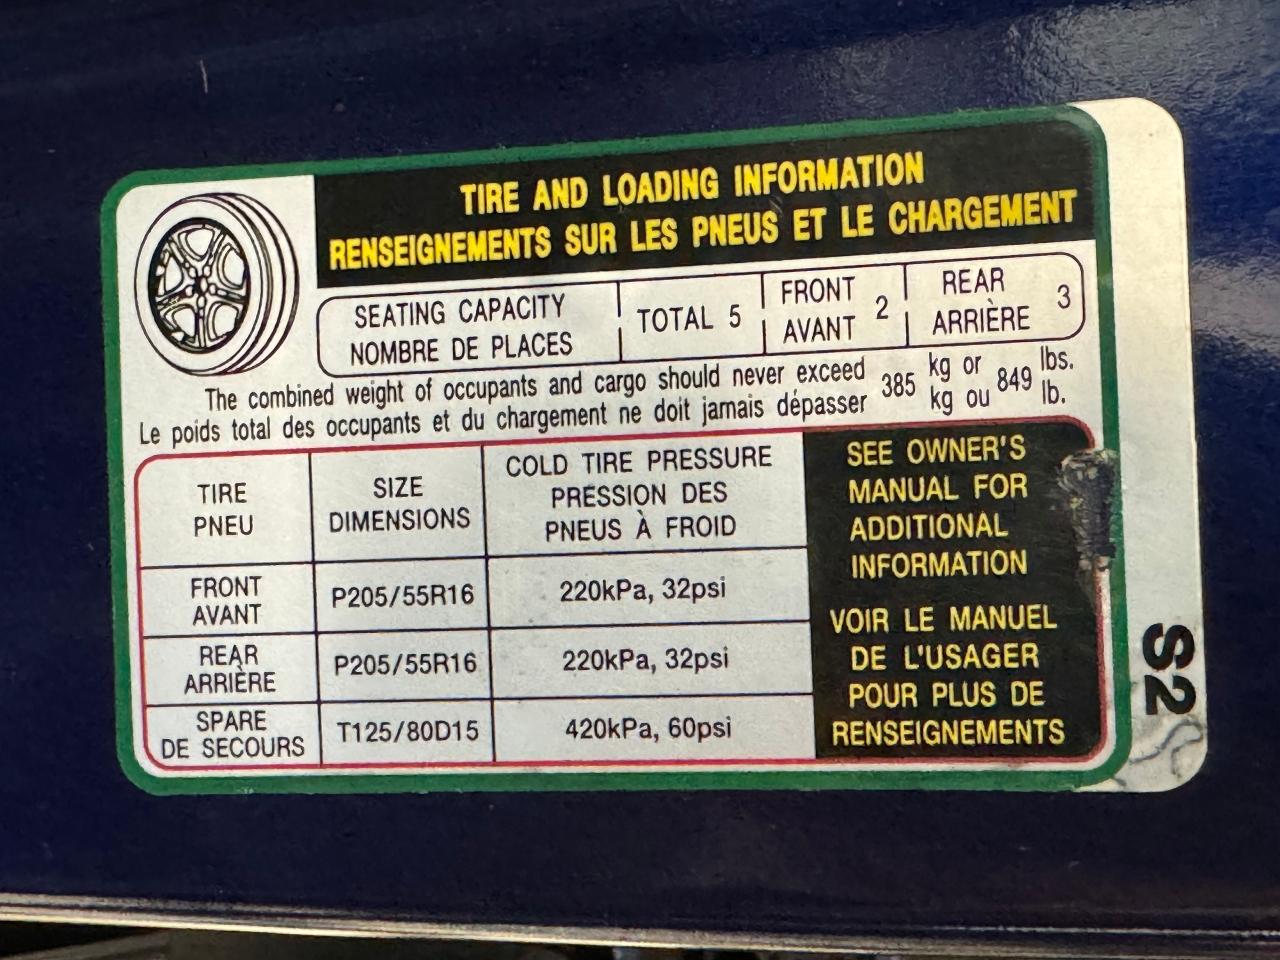 TIRE AND LOADING INFORMATION
RENSEIGNEMENTS SUR LES PNEUS ET LE CHARGEMENT
SEATING CAPACITY
NOMBRE DE PLACES
TOTAL 5
FRONT
AVANT
2
REAR
ARRIÈRE
3
The combined weight of occupants and cargo should never exceed 385 kg or 849 lbs.
Le poids total des occupants et du chargement ne doit jamais dépasser kg ou lb.
TIRE
PNEU
SIZE
DIMENSIONS
COLD TIRE PRESSURE
PRESSION DES
PNEUS À FROID
FRONT
AVANT
P205/55R16
220kPa, 32psi
REAR
ARRIÈRE
P205/55R16
220kPa, 32psi
SPARE
DE SECOURS
T125/80D15
420kPa, 60psi
SEE OWNER'S
MANUAL FOR
ADDITIONAL
INFORMATION
VOIR LE MANUEL
DE L'USAGER
POUR PLUS DE
RENSEIGNEMENTS
S2